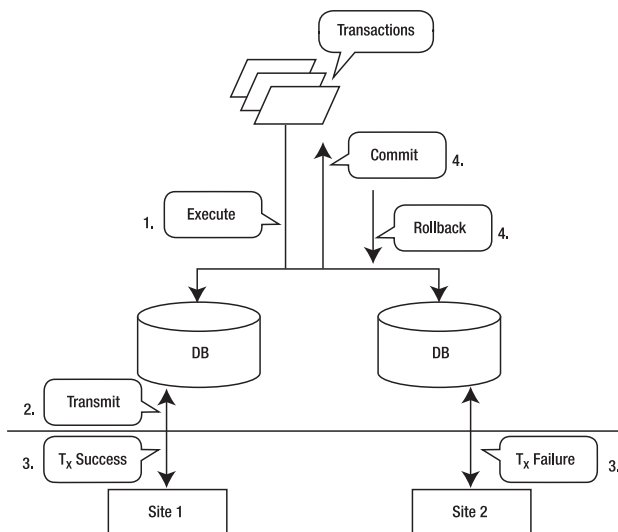 Transactions
Commit
4.
1.
Execute
Rollback
4.
DB
DB
2.
Transmit
3.
Tx Success
Tx Failure
3.
Site 1
Site 2